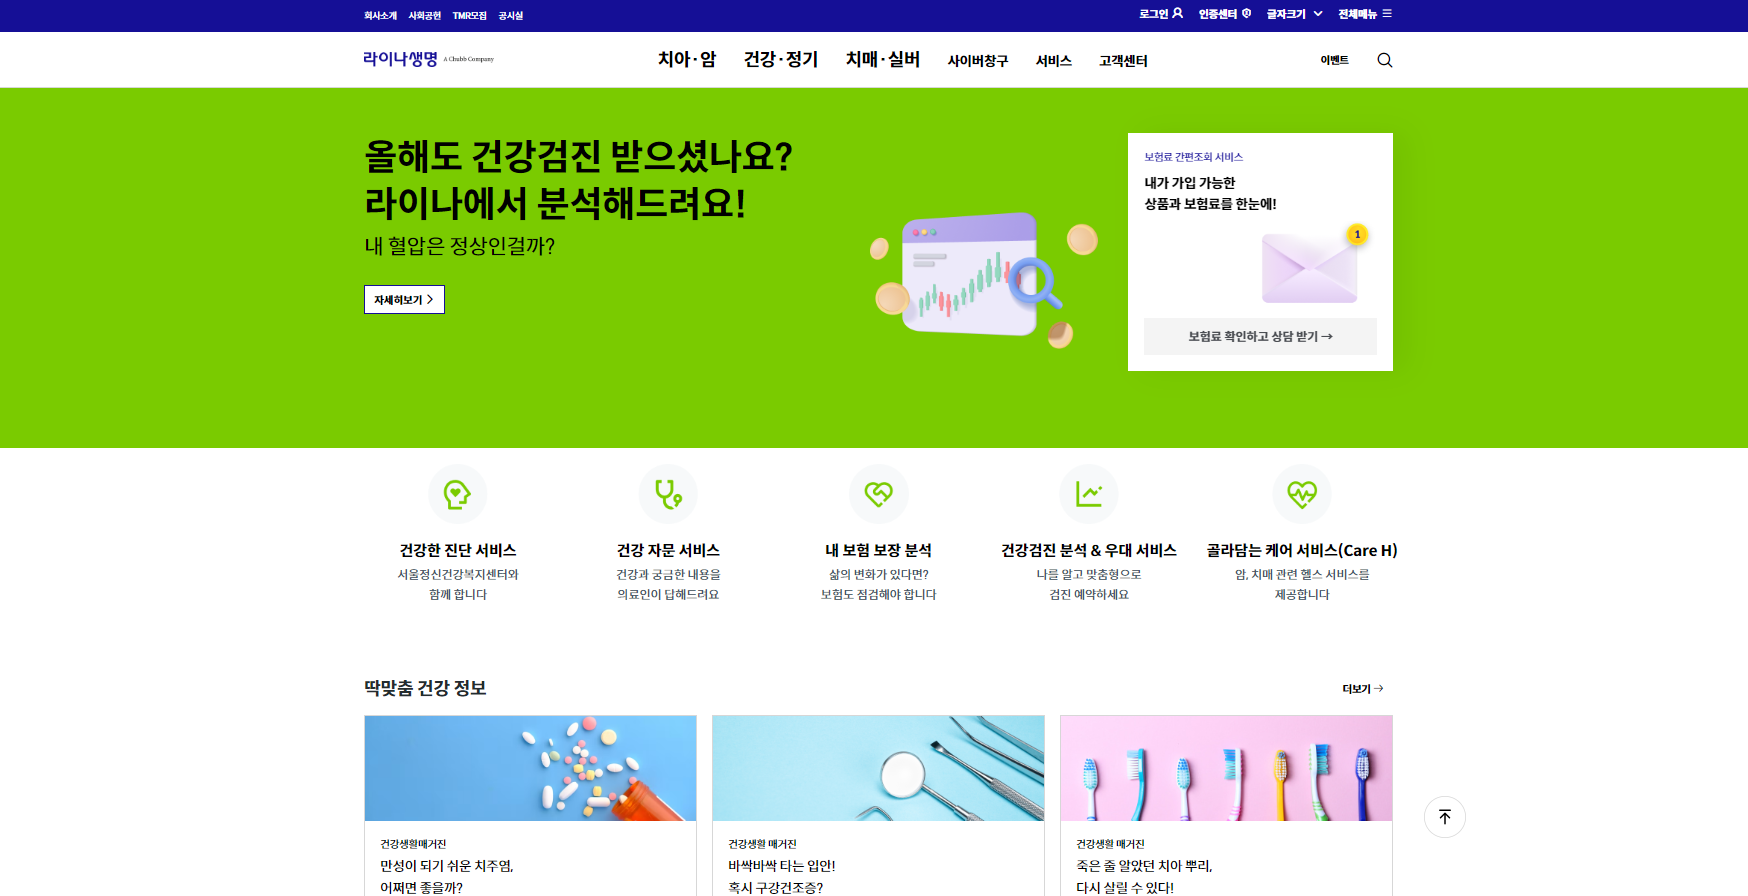 회사소개 사회공헌 TMR모집 공시실
로그인 인증센터 글자크기 전체메뉴
라이나생명 A Chubb Company
치아·암 건강·정기 치매·실버 사이버창구 서비스 고객센터
이벤트
올해도 건강검진 받으셨나요?
라이나에서 분석해드려요!
내 혈압은 정상인걸까?
자세히보기
보험료 간편조회 서비스
내가 가입 가능한
상품과 보험료를 한눈에!
1
보험료 확인하고 상담 받기 →
건강한 진단 서비스
서울정신건강복지센터와
함께 합니다
건강 자문 서비스
건강과 궁금한 내용을
의료인이 답해드려요
내 보험 보장 분석
삶의 변화가 있다면?
보험도 점검해야 합니다
건강검진 분석 & 우대 서비스
나를 알고 맞춤형으로
검진 예약하세요
골라담는 케어 서비스(Care H)
암, 치매 관련 헬스 서비스를
제공합니다
딱맞춤 건강 정보
더보기 →
건강생활매거진
만성이 되기 쉬운 치주염,
어쩌면 좋을까?
건강생활 매거진
바싹바싹 타는 입안!
혹시 구강건조증?
건강생활 매거진
죽은 줄 알았던 치아 뿌리,
다시 살릴 수 있다!